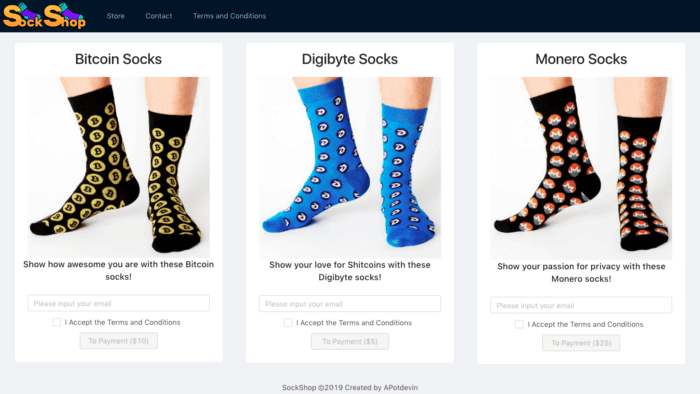 Sock Shop
Store
Contact
Terms and Conditions
Bitcoin Socks
Show how awesome you are with these Bitcoin
socks!
Please input your email
I Accept the Terms and Conditions
To Payment ($10)
Digibyte Socks
Show your love for Shitcoins with these
Digibyte socks!
Please input your email
I Accept the Terms and Conditions
To Payment ($5)
Monero Socks
Show your passion for privacy with these
Monero socks!
Please input your email
I Accept the Terms and Conditions
To Payment ($25)
SockShop ©2019 Created by APotdevin